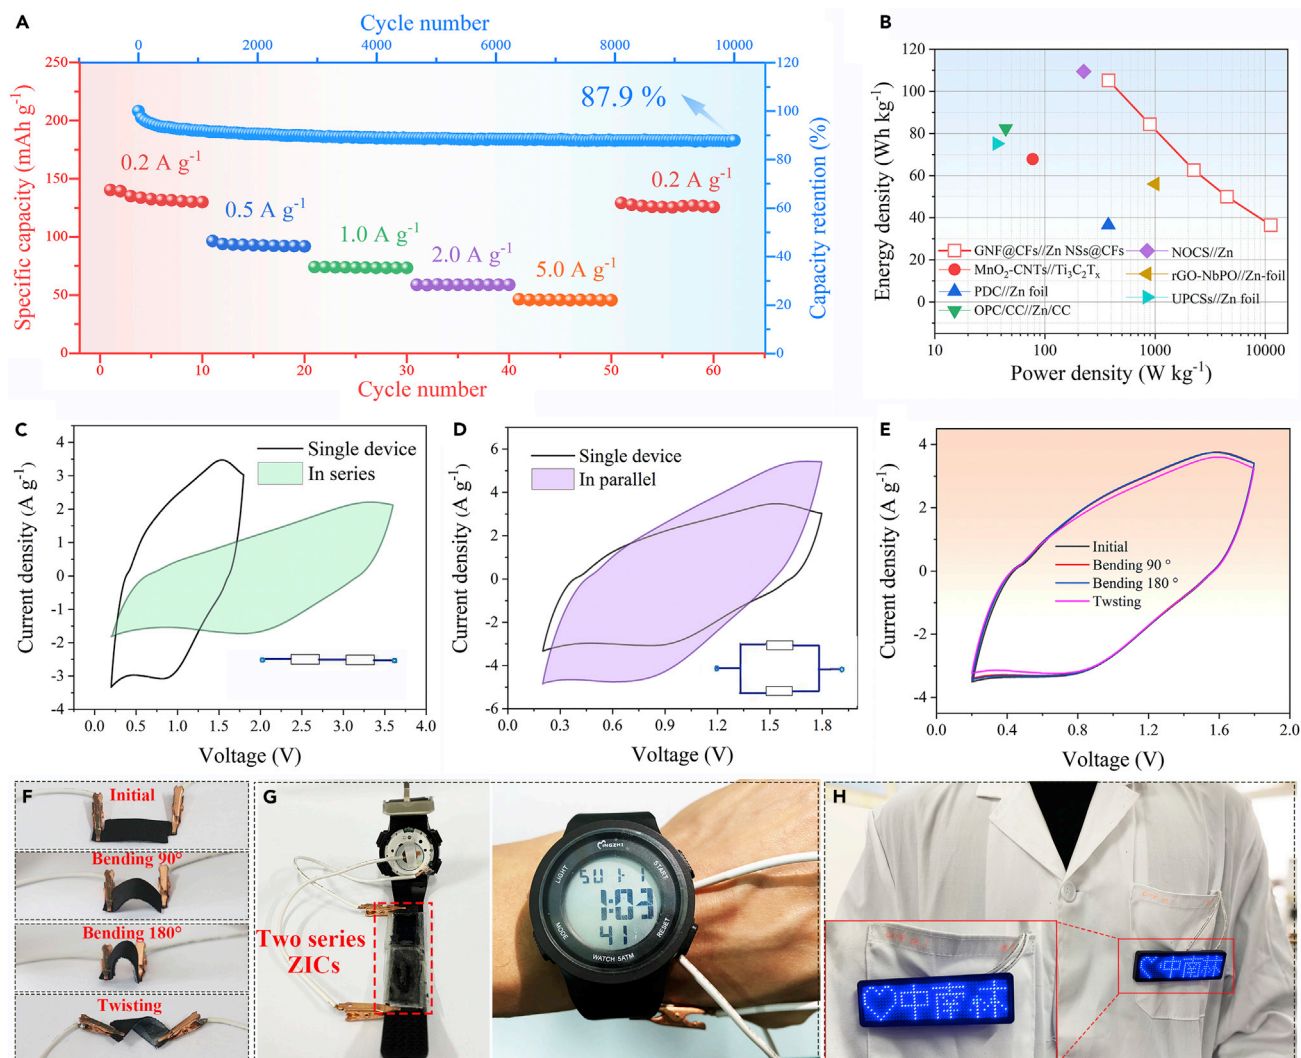 A
Cycle number
0 2000 4000 6000 8000 10000
Specific capacity (mAh g⁻¹)
250
200
150
100
50
0
120
100
80
60
40
20
0
Capacity retention (%)
87.9 %
0.2 A g⁻¹
0.5 A g⁻¹
1.0 A g⁻¹
2.0 A g⁻¹
5.0 A g⁻¹
0.2 A g⁻¹
0 10 20 30 40 50 60
Cycle number
B
Energy density (Wh kg⁻¹)
120
100
80
60
40
20
0
GNF@CFs//Zn NSs@CFs
MnO₂-CNTs//Ti₃C₂Tₓ
PDC//Zn foil
OPC/CC//Zn/CC
NOCS//Zn
rGO-NbPO//Zn-foil
UPCSs//Zn foil
10 100 1000 10000
Power density (W kg⁻¹)
C
Current density (A g⁻¹)
4
3
2
1
0
-1
-2
-3
-4
Single device
In series
0.0 0.5 1.0 1.5 2.0 2.5 3.0 3.5 4.0
Voltage (V)
D
Current density (A g⁻¹)
6
4
2
0
-2
-4
-6
Single device
In parallel
0.0 0.3 0.6 0.9 1.2 1.5 1.8
Voltage (V)
E
Current density (A g⁻¹)
4
2
0
-2
-4
Initial
Bending 90 °
Bending 180 °
Twsting
0.0 0.4 0.8 1.2 1.6 2.0
Voltage (V)
F
Initial
Bending 90°
Bending 180°
Twisting
G
Two series
ZICs
MINGZHI
LIGHT
START
SU 1-1
1:03
41
MODE
RESET
WATCH 5ATM
H
♡中南林
♡中南林